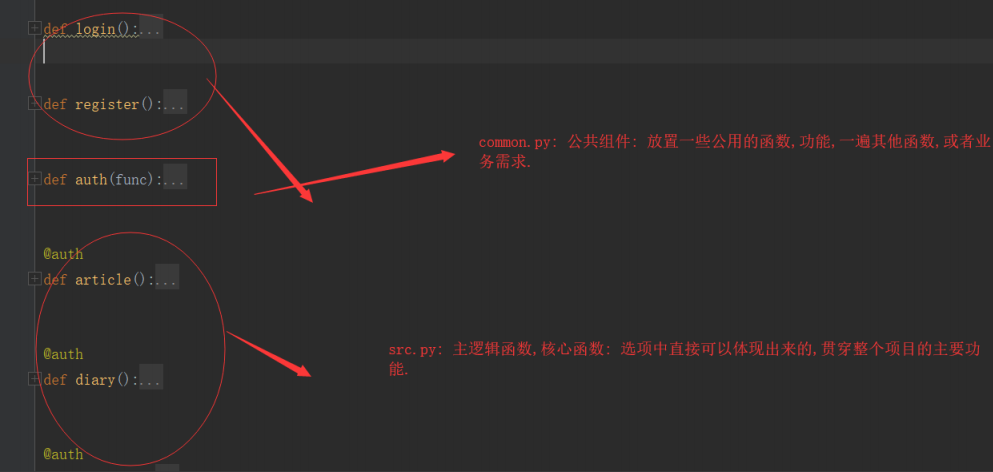 def login():...
def register():...
common.py: 公共组件: 放置一些公用的函数,功能,一遍其他函数,或者业
务需求.
def auth(func):...
@auth
def article():...
src.py: 主逻辑函数,核心函数: 选项中直接可以体现出来的,贯穿整个项目的主要功
能.
@auth
def diary():...
@auth